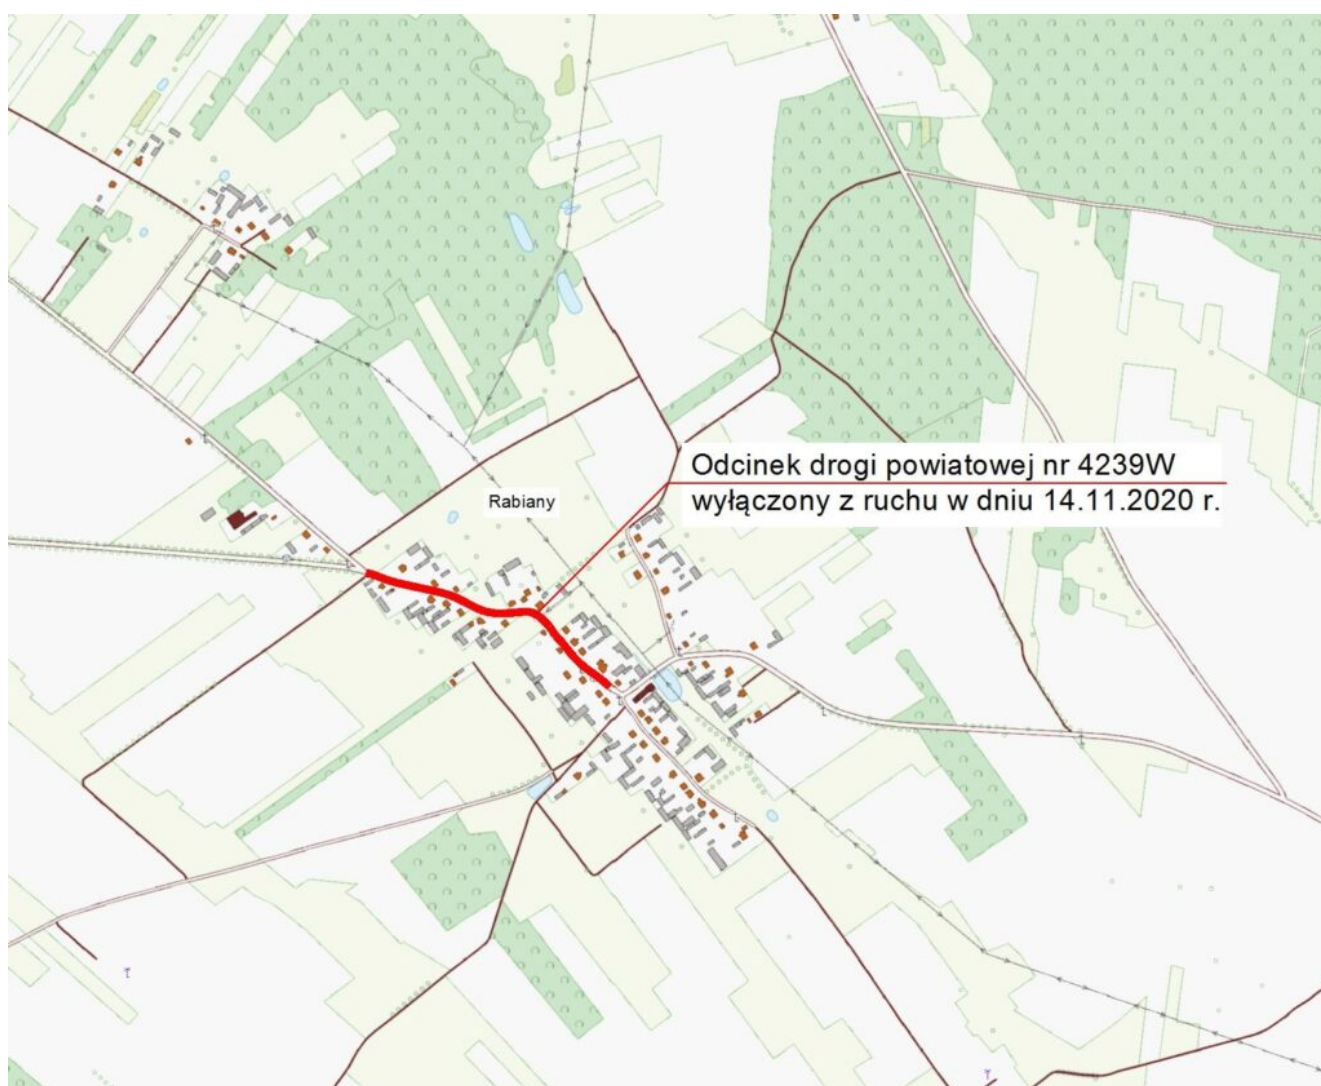 Odcinek drogi powiatowej nr 4239W
wyłączony z ruchu w dniu 14.11.2020 r.
Rabiany